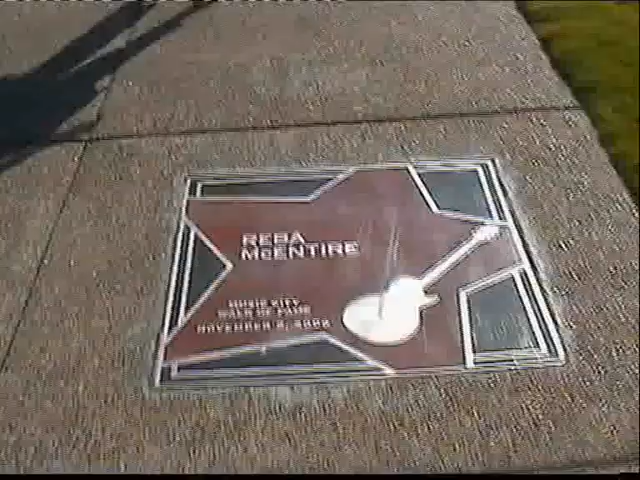 REBA
McENTIRE
MUSIC CITY
WALK OF FAME
NOVEMBER